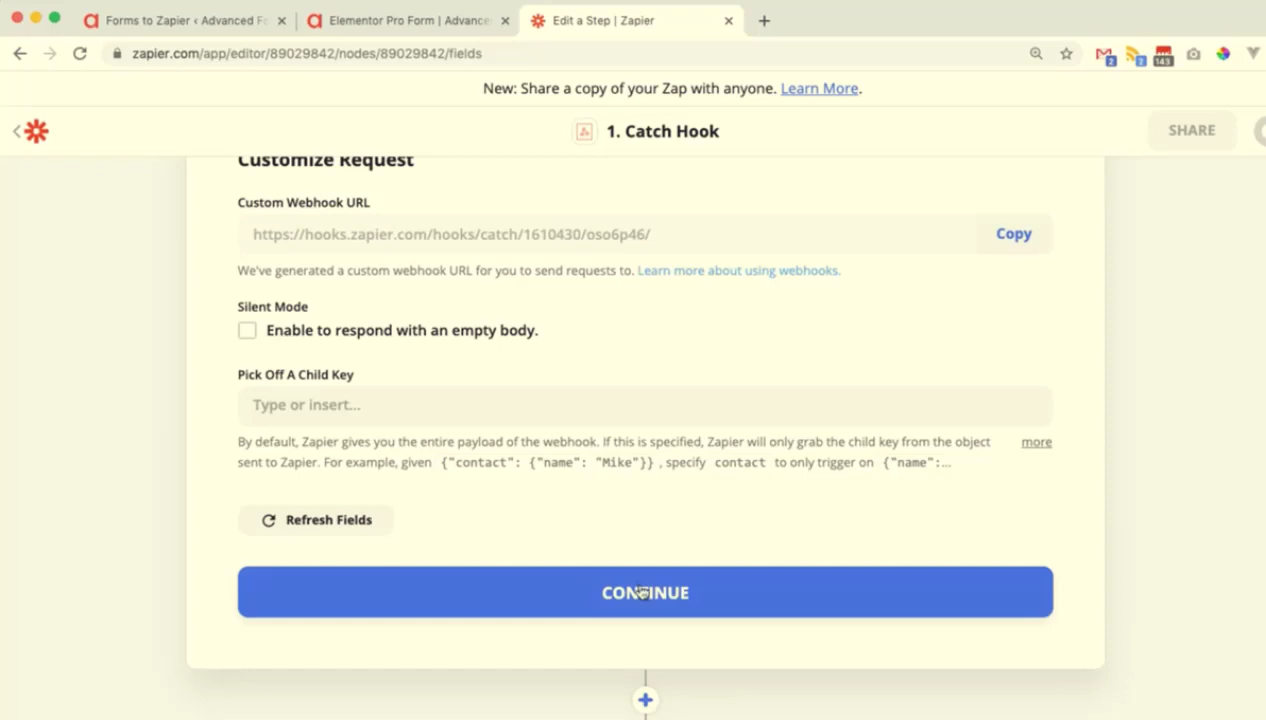 Forms to Zapier ‹ Advanced Fo
Elementor Pro Form | Advance
Edit a Step | Zapier
zapier.com/app/editor/89029842/nodes/89029842/fields
2
2
143
New: Share a copy of your Zap with anyone. Learn More.
1. Catch Hook
SHARE
Customize Request
Custom Webhook URL
https://hooks.zapier.com/hooks/catch/1610430/oso6p46/
Copy
We've generated a custom webhook URL for you to send requests to. Learn more about using webhooks.
Silent Mode
Enable to respond with an empty body.
Pick Off A Child Key
Type or insert...
By default, Zapier gives you the entire payload of the webhook. If this is specified, Zapier will only grab the child key from the object
more
sent to Zapier. For example, given {"contact": {"name": "Mike"}} , specify contact to only trigger on {"name":...
Refresh Fields
CONTINUE